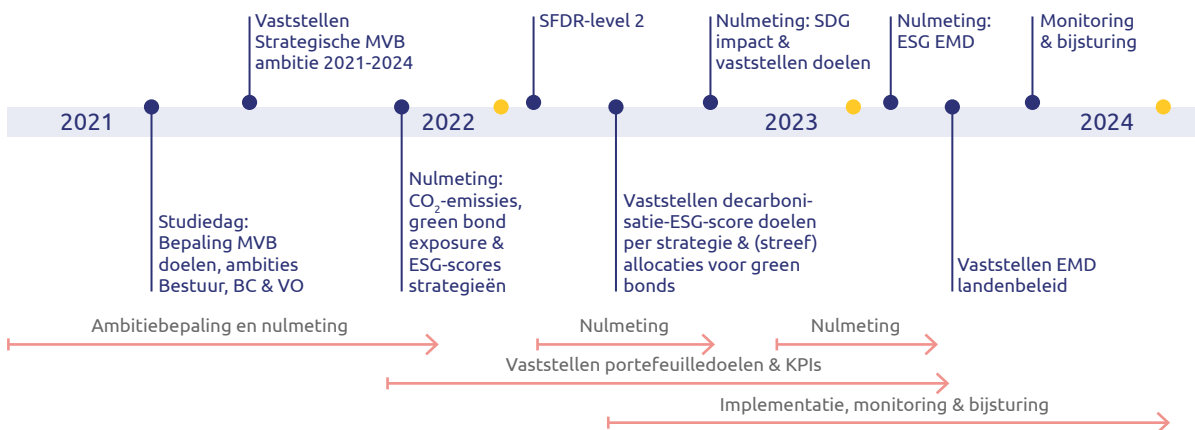 Vaststellen
Strategische MVB
ambitie 2021-2024
SFDR-level 2
Nulmeting: SDG
impact &
vaststellen doelen
Nulmeting:
ESG EMD
Monitoring
& bijsturing
2021
2022
2023
2024
Studiedag:
Bepaling MVB
doelen, ambities
Bestuur, BC & VO
Nulmeting:
CO₂-emissies,
green bond
exposure &
ESG-scores
strategieën
Vaststellen decarboni-
satie-ESG-score doelen
per strategie & (streef)
allocaties voor green
bonds
Vaststellen EMD
landenbeleid
Ambitiebepaling en nulmeting
Nulmeting
Nulmeting
Vaststellen portefeuilledoelen & KPIs
Implementatie, monitoring & bijsturing